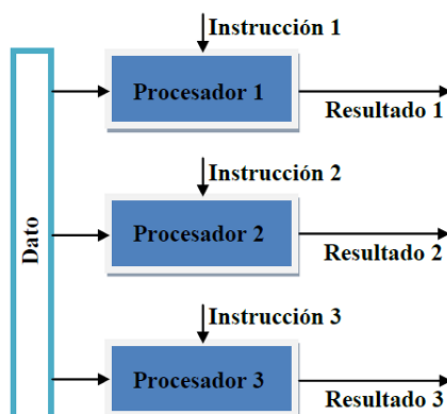 Instrucción 1
Procesador 1
Resultado 1
Instrucción 2
Dato
Procesador 2
Resultado 2
Instrucción 3
Procesador 3
Resultado 3